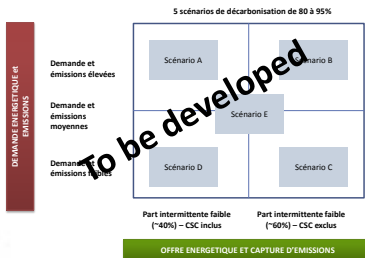 5 scénarios de décarbonisation de 80 à 95%
DEMANDE ENERGETIQUE et
EMISSIONS
Demande et
émissions élevées
Demande et
émissions
moyennes
Demande et
émissions faibles
Scénario A
Scénario B
Scénario E
Scénario D
Scénario C
To be developed
Part intermittente faible
(~40%) – CSC inclus
Part intermittente faible
(~60%) – CSC exclus
OFFRE ENERGETIQUE ET CAPTURE D'EMISSIONS